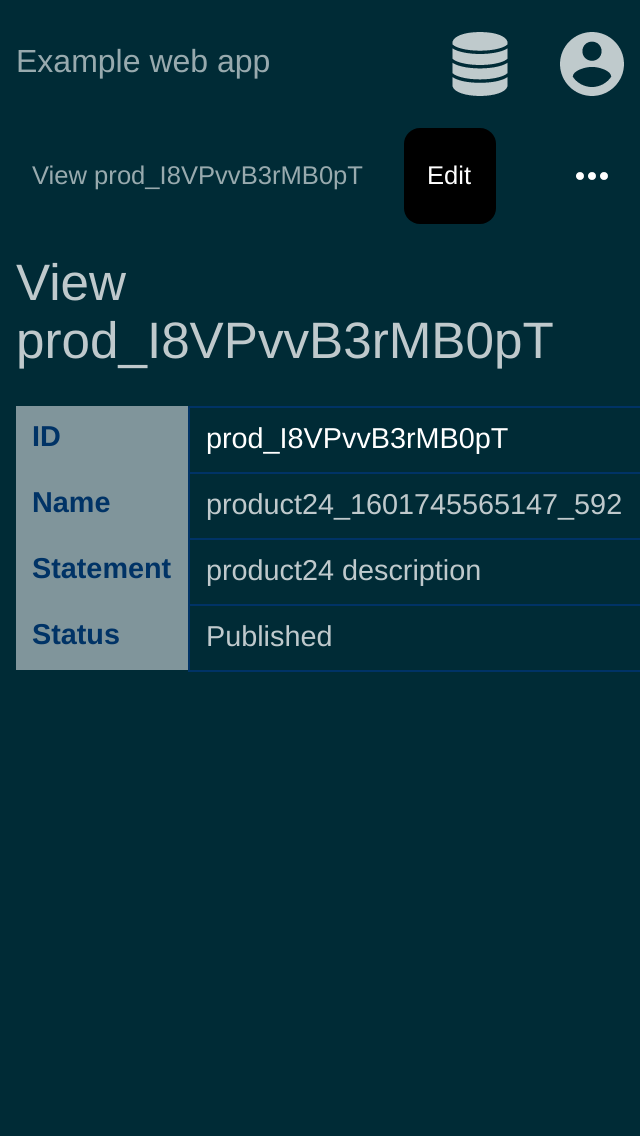 Example web app
View prod_I8VPvvB3rMB0pT Edit
View
prod_I8VPvvB3rMB0pT
ID prod_I8VPvvB3rMB0pT
Name product24_1601745565147_592
Statement product24 description
Status Published